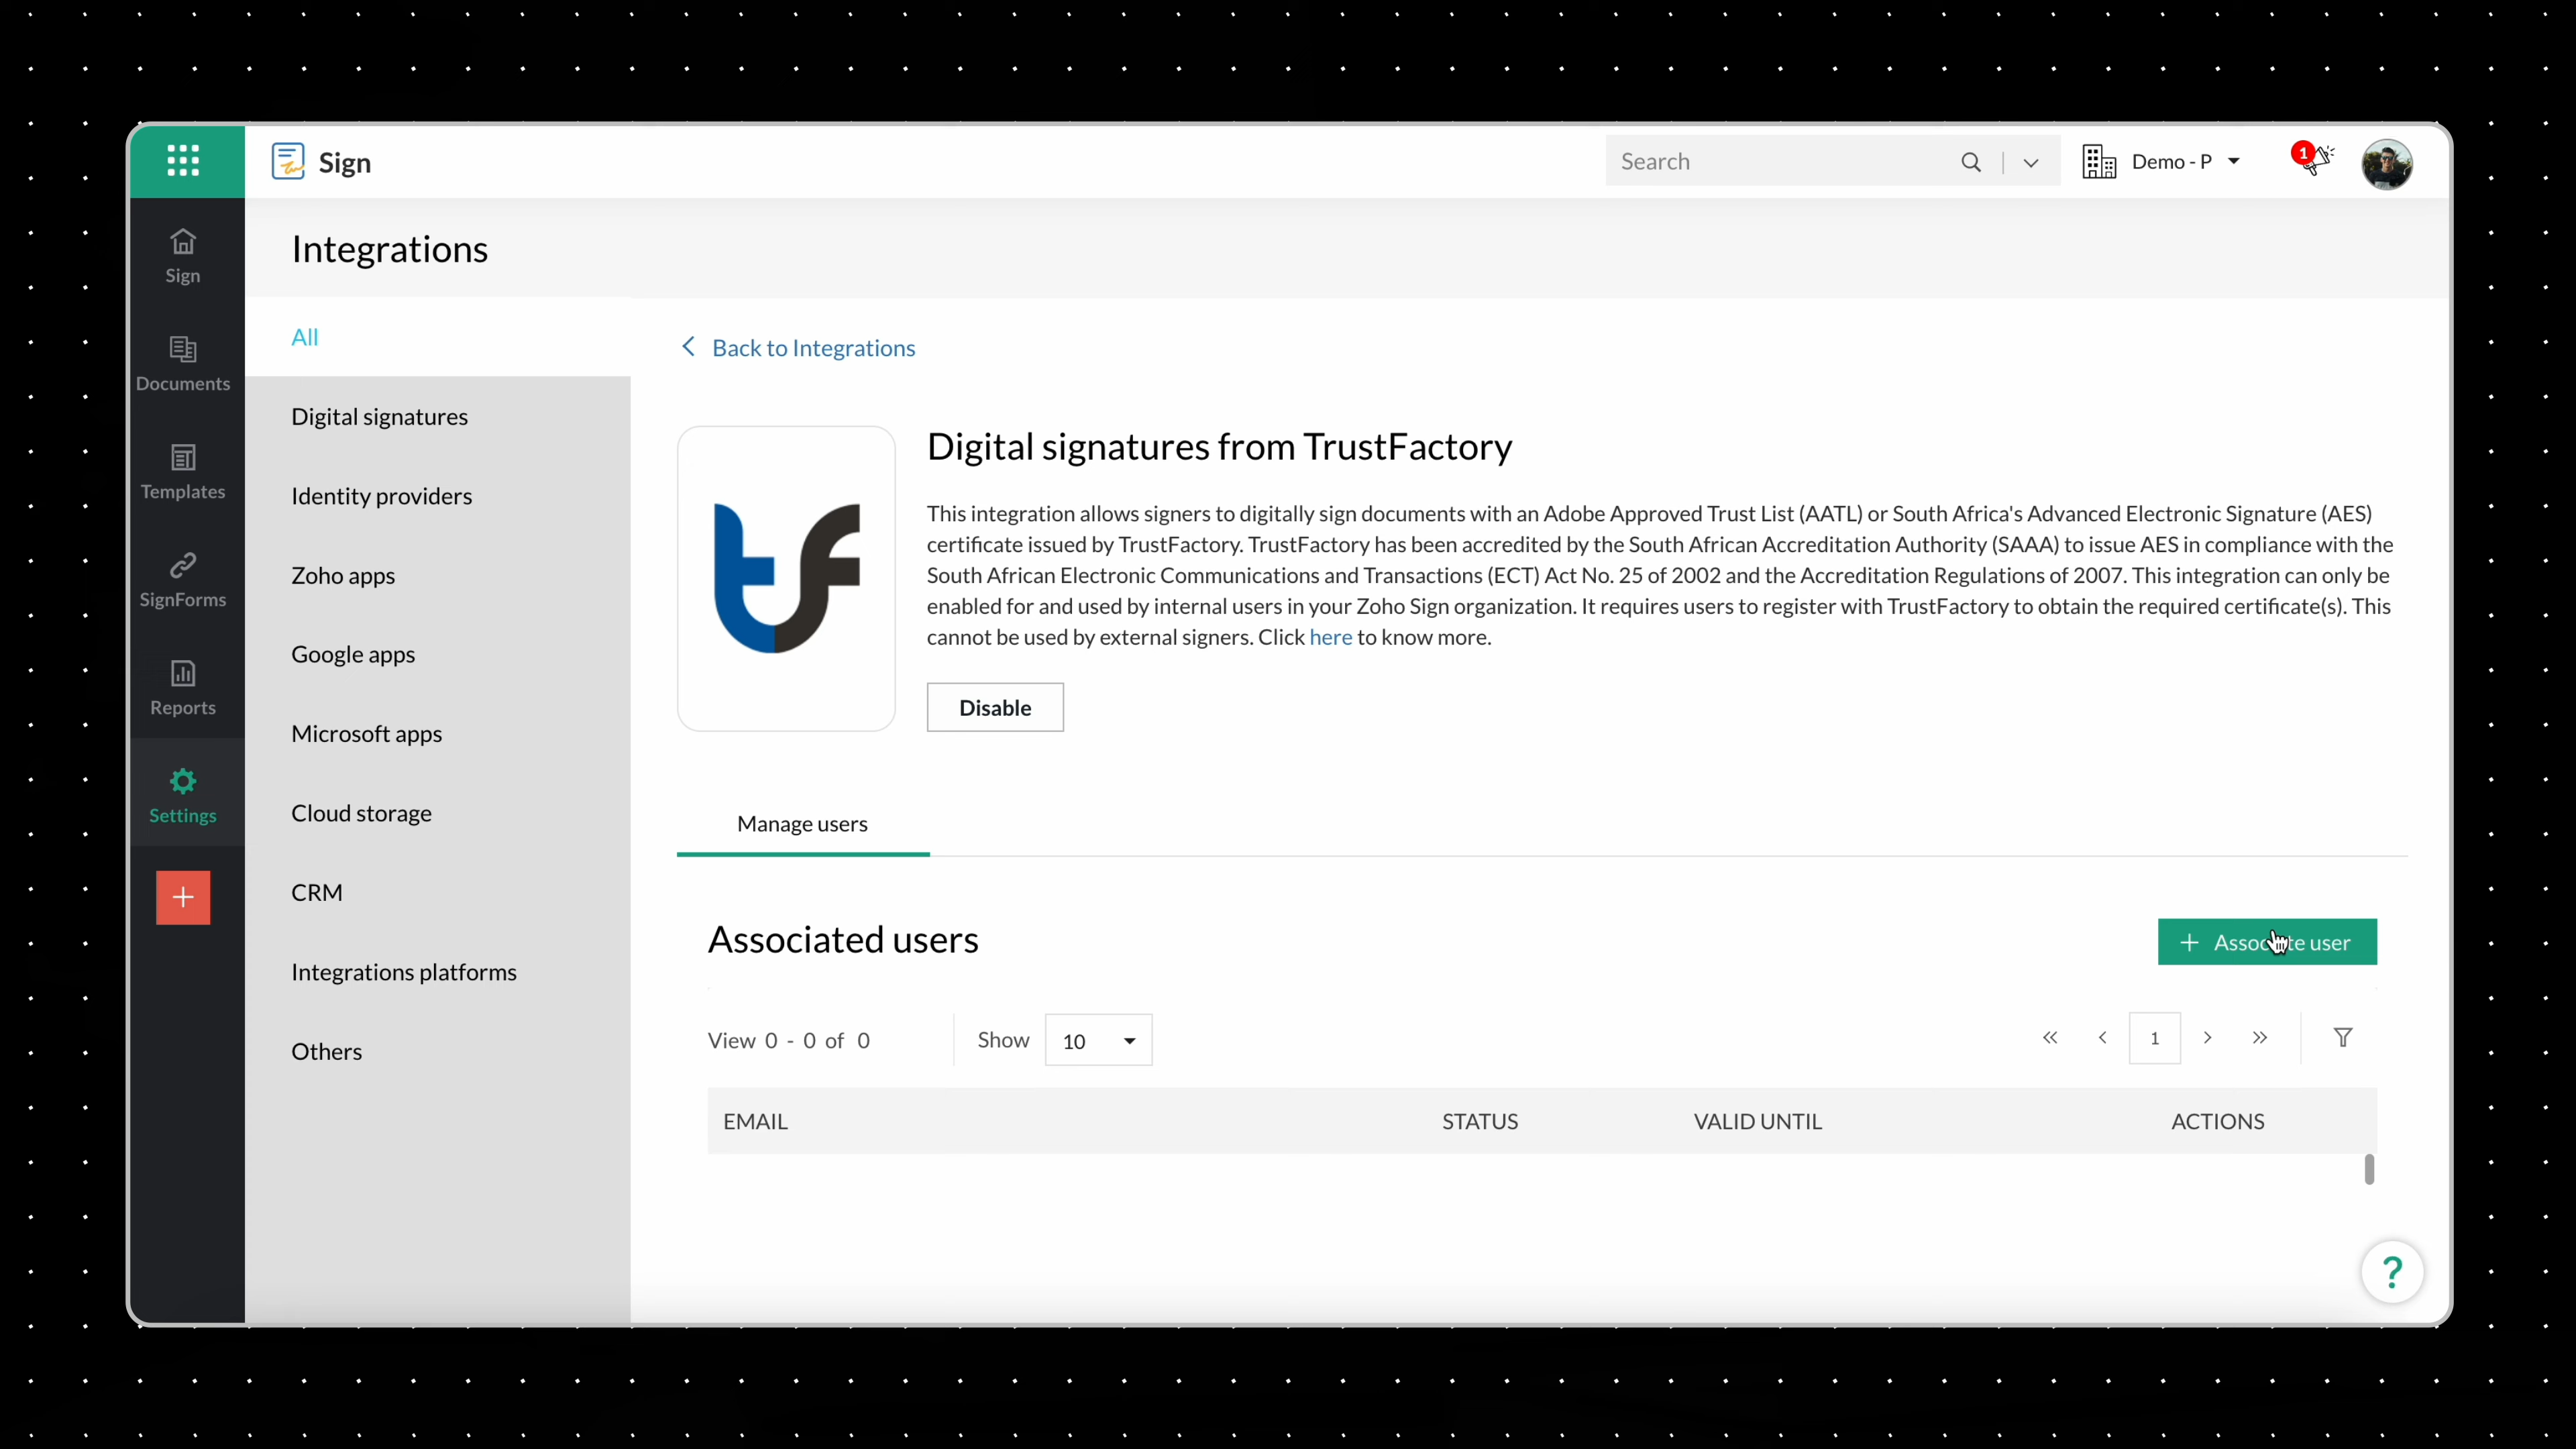 Sign
Search
Demo - P
1
Sign
Documents
Templates
SignForms
Reports
Settings
Integrations
All
Digital signatures
Identity providers
Zoho apps
Google apps
Microsoft apps
Cloud storage
CRM
Integrations platforms
Others
Back to Integrations
tf
Digital signatures from TrustFactory
This integration allows signers to digitally sign documents with an Adobe Approved Trust List (AATL) or South Africa's Advanced Electronic Signature (AES)
certificate issued by TrustFactory. TrustFactory has been accredited by the South African Accreditation Authority (SAAA) to issue AES in compliance with the
South African Electronic Communications and Transactions (ECT) Act No. 25 of 2002 and the Accreditation Regulations of 2007. This integration can only be
enabled for and used by internal users in your Zoho Sign organization. It requires users to register with TrustFactory to obtain the required certificate(s). This
cannot be used by external signers. Click here to know more.
Disable
Manage users
Associated users
+ Associate user
View 0 - 0 of 0
Show 10
1
EMAIL STATUS VALID UNTIL ACTIONS
?